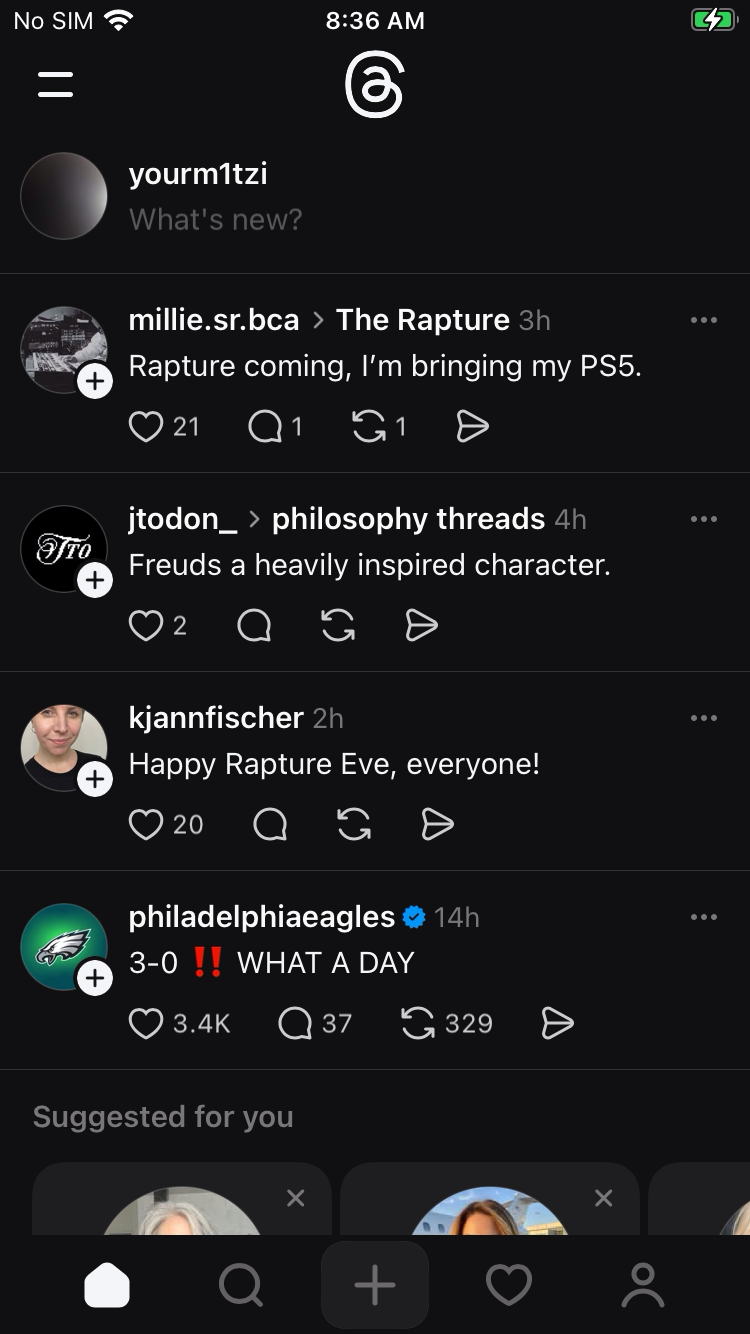 No SIM 8:36 AM
yourm1tzi
What's new?
millie.sr.bca > The Rapture 3h
Rapture coming, I’m bringing my PS5.
21 1 1
JTO
jtodon_ > philosophy threads 4h
Freuds a heavily inspired character.
2
kjannfischer 2h
Happy Rapture Eve, everyone!
20
philadelphiaeagles 14h
3-0 ‼️ WHAT A DAY
3.4K 37 329
Suggested for you